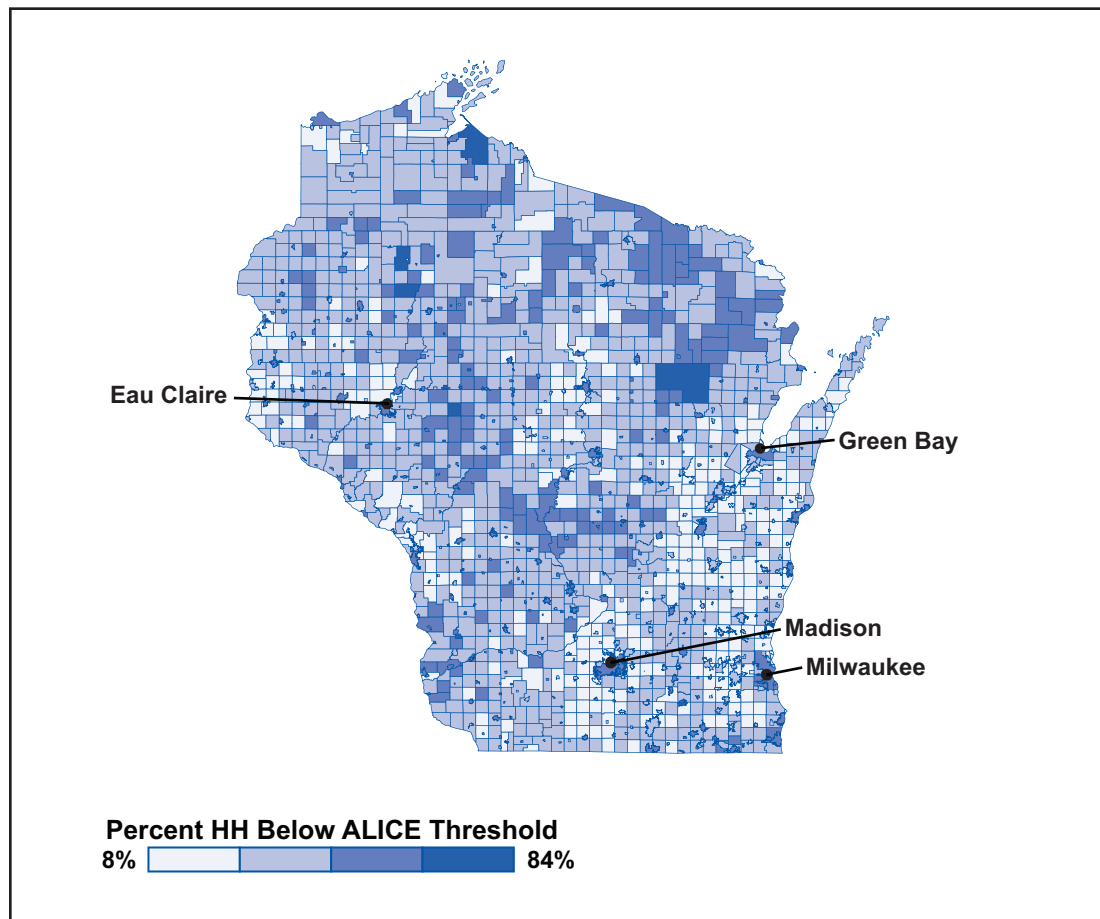 Eau Claire
Green Bay
Madison
Milwaukee
Percent HH Below ALICE Threshold
8% 84%